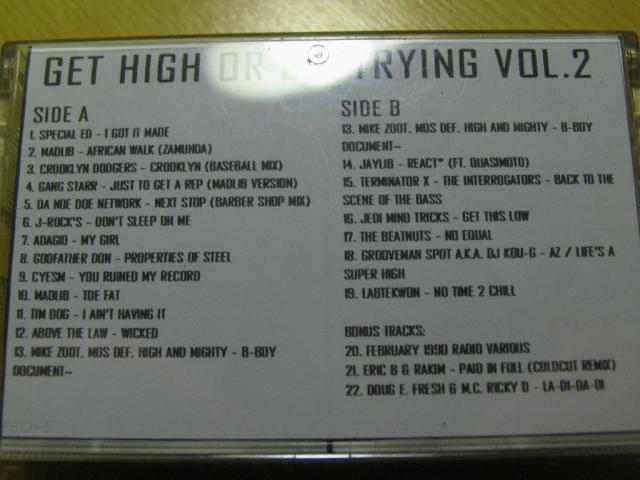 GET HIGH OR TRYING VOL.2
SIDE A
1. SPECIAL ED - I GOT IT MADE
2. MADLIB - AFRICAN WALK (ZAMUNDA)
3. CROOKLYN DODGERS - CROOKLYN (BASEBALL MIX)
4. GANG STARR - JUST TO GET A REP (MADLIB VERSION)
5. DA NOE DOE NETWORK - NEXT STOP (BARBER SHOP MIX)
6. J-ROCK'S - DON'T SLEEP ON ME
7. ADAGIO - MY GIRL
8. GODFATHER DON - PROPERTIES OF STEEL
9. CYESM - YOU RUINED MY RECORD
10. MADLIB - TOE FAT
11. TIM DOG - I AIN'T HAVING IT
12. ABOVE THE LAW - WICKED
13. MIKE ZOOT. MOS DEF. HIGH AND MIGHTY - B-BOY
DOCUMENT--
SIDE B
13. MIKE ZOOT. MOS DEF. HIGH AND MIGHTY - B-BOY
DOCUMENT--
14. JAYLIB - REACT* (FT. QUASIMOTO)
15. TERMINATOR X - THE INTERROGATORS - BACK TO THE
SCENE OF THE BASS
16. JEDI MIND TRICKS - GET THIS LOW
17. THE BEATNUTS - NO EQUAL
18. GROOVEMAN SPOT A.K.A. DJ KOU-G - AZ / LIFE'S A
SUPER HIGH
19. LABTEKWON - NO TIME 2 CHILL
BONUS TRACKS:
20. FEBRUARY 1990 RADIO VARIOUS
21. ERIC B & RAKIM - PAID IN FULL (COLDCUT REMIX)
22. DOUG E. FRESH & M.C. RICKY D - LA-DI-DA-DI